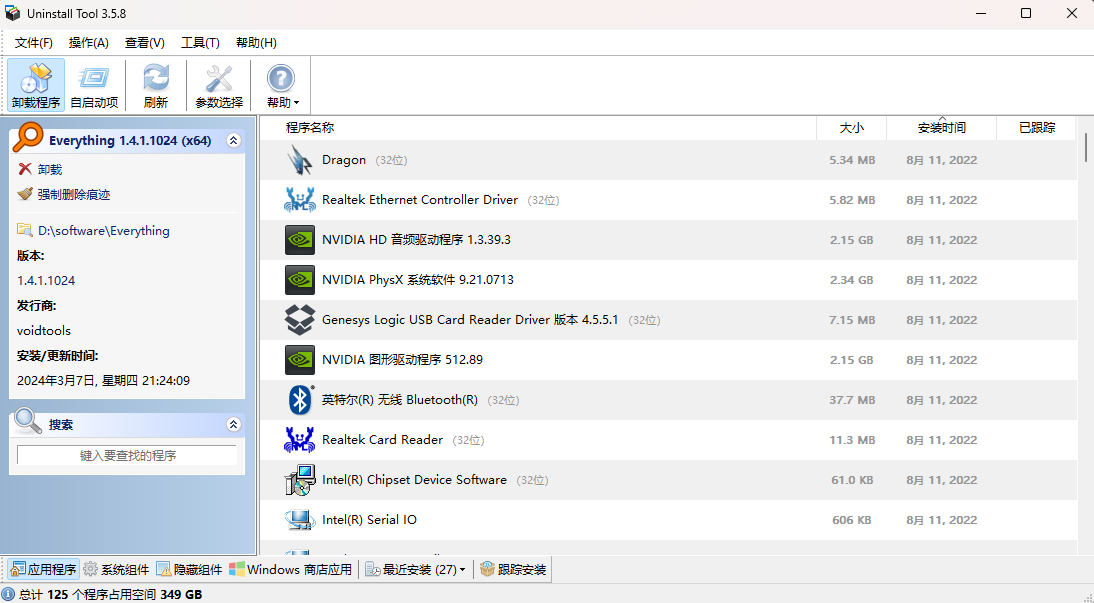 Uninstall Tool 3.5.8
文件(F) 操作(A) 查看(V) 工具(T) 帮助(H)
卸载程序 自启动项 刷新 参数选择 帮助
Everything 1.4.1.1024 (x64)
卸载
强制删除痕迹
D:\software\Everything
版本:
1.4.1.1024
发行商:
voidtools
安装/更新时间:
2024年3月7日, 星期四 21:24:09
搜索
键入要查找的程序
程序名称 大小 安装时间 已跟踪
Dragon (32位) 5.34 MB 8月 11, 2022
Realtek Ethernet Controller Driver (32位) 5.82 MB 8月 11, 2022
NVIDIA HD 音频驱动程序 1.3.39.3 2.15 GB 8月 11, 2022
NVIDIA PhysX 系统软件 9.21.0713 2.34 GB 8月 11, 2022
Genesys Logic USB Card Reader Driver 版本 4.5.5.1 (32位) 7.15 MB 8月 11, 2022
NVIDIA 图形驱动程序 512.89 2.15 GB 8月 11, 2022
英特尔(R) 无线 Bluetooth(R) (32位) 37.7 MB 8月 11, 2022
Realtek Card Reader (32位) 11.3 MB 8月 11, 2022
Intel(R) Chipset Device Software (32位) 61.0 KB 8月 11, 2022
Intel(R) Serial IO 606 KB 8月 11, 2022
应用程序 系统组件 隐藏组件 Windows 商店应用 最近安装 (27) 跟踪安装
总计 125 个程序占用空间 349 GB